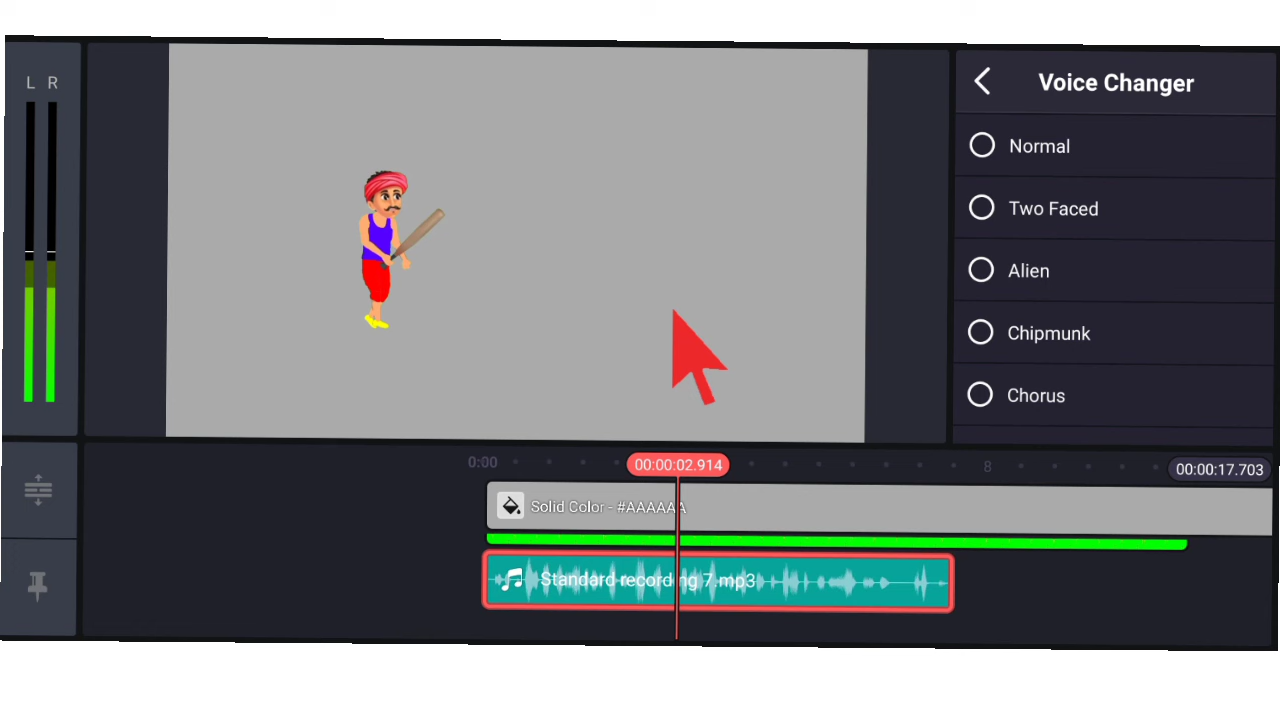 L R
Voice Changer
Normal
Two Faced
Alien
Chipmunk
Chorus
0:00
00:00:02.914
8
00:00:17.703
Solid Color - #AAAAAA
Standard recording 7.mp3